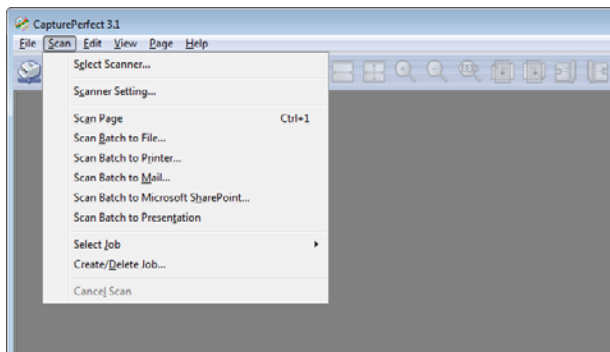 CapturePerfect 3.1
File Scan Edit View Page Help
Select Scanner...
Scanner Setting...
Scan Page Ctrl+1
Scan Batch to File...
Scan Batch to Printer...
Scan Batch to Mail...
Scan Batch to Microsoft SharePoint...
Scan Batch to Presentation
Select Job
Create/Delete Job...
Cancel Scan